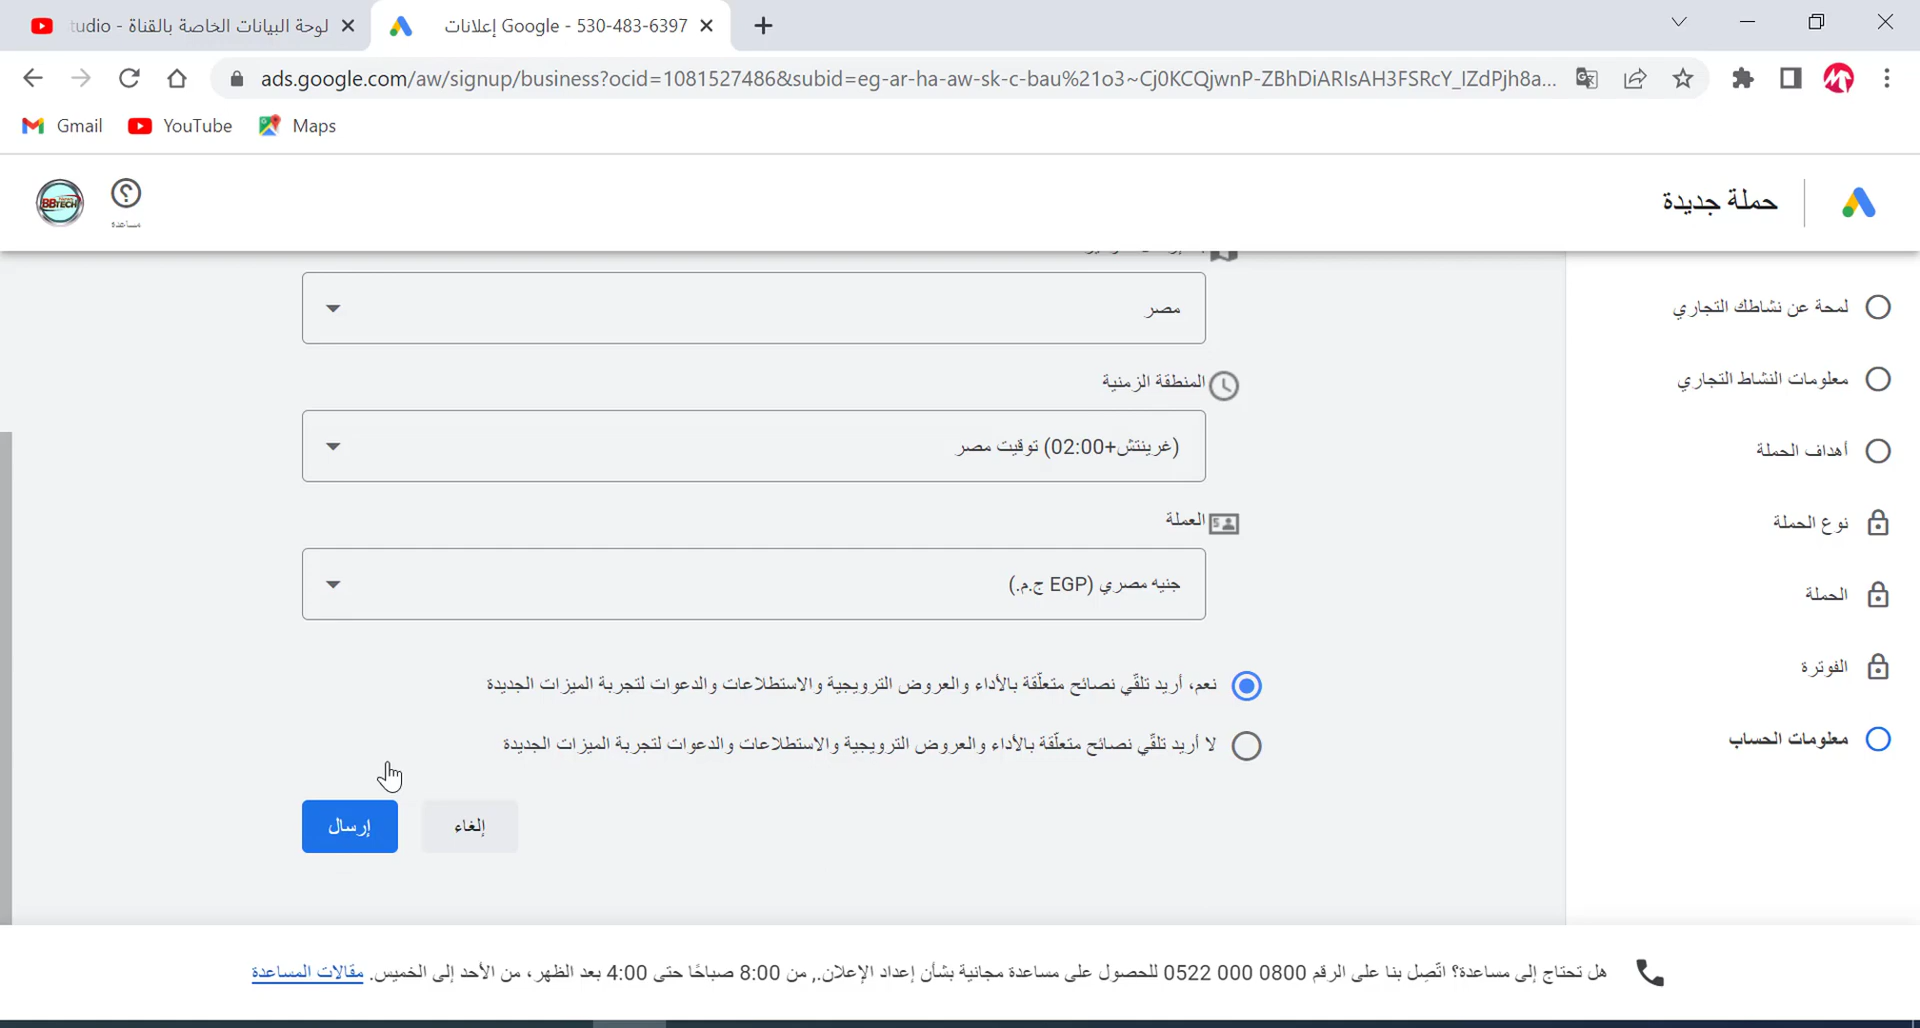 لوحة البيانات الخاصة بالقناة - tudio
إعلانات Google - 530-483-6397
ads.google.com/aw/signup/business?ocid=1081527486&subid=eg-ar-ha-aw-sk-c-bau%21o3~Cj0KCQjwnP-ZBhDiARIsAH3FSRcY_IZdPjh8a...
Gmail
YouTube
Maps
حملة جديدة
BBTECH
مساعدة
مصر
المنطقة الزمنية
(غرينتش+02:00) توقيت مصر
العملة
جنيه مصري (EGP ج.م.)
نعم، أريد تلقّي نصائح متعلّقة بالأداء والعروض الترويجية والاستطلاعات والدعوات لتجربة الميزات الجديدة
لا أريد تلقّي نصائح متعلّقة بالأداء والعروض الترويجية والاستطلاعات والدعوات لتجربة الميزات الجديدة
إلغاء
إرسال
لمحة عن نشاطك التجاري
معلومات النشاط التجاري
أهداف الحملة
نوع الحملة
الحملة
الفوترة
معلومات الحساب
هل تحتاج إلى مساعدة؟ اتّصِل بنا على الرقم 0800 000 0522 للحصول على مساعدة مجانية بشأن إعداد الإعلان., من 8:00 صباحًا حتى 4:00 بعد الظهر، من الأحد إلى الخميس. مقالات المساعدة